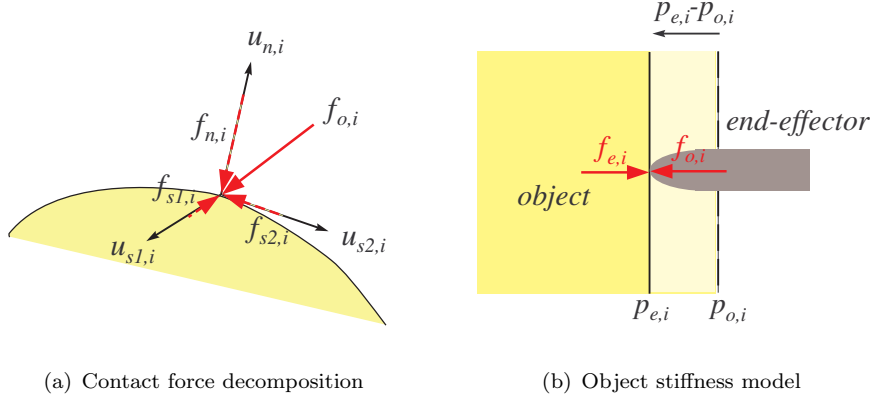 u_{n,i}
f_{o,i}
f_{n,i}
f_{s1,i}
f_{s2,i}
u_{s1,i}
u_{s2,i}
(a) Contact force decomposition
p_{e,i}-p_{o,i}
end-effector
f_{e,i}
f_{o,i}
object
p_{e,i}
p_{o,i}
(b) Object stiffness model